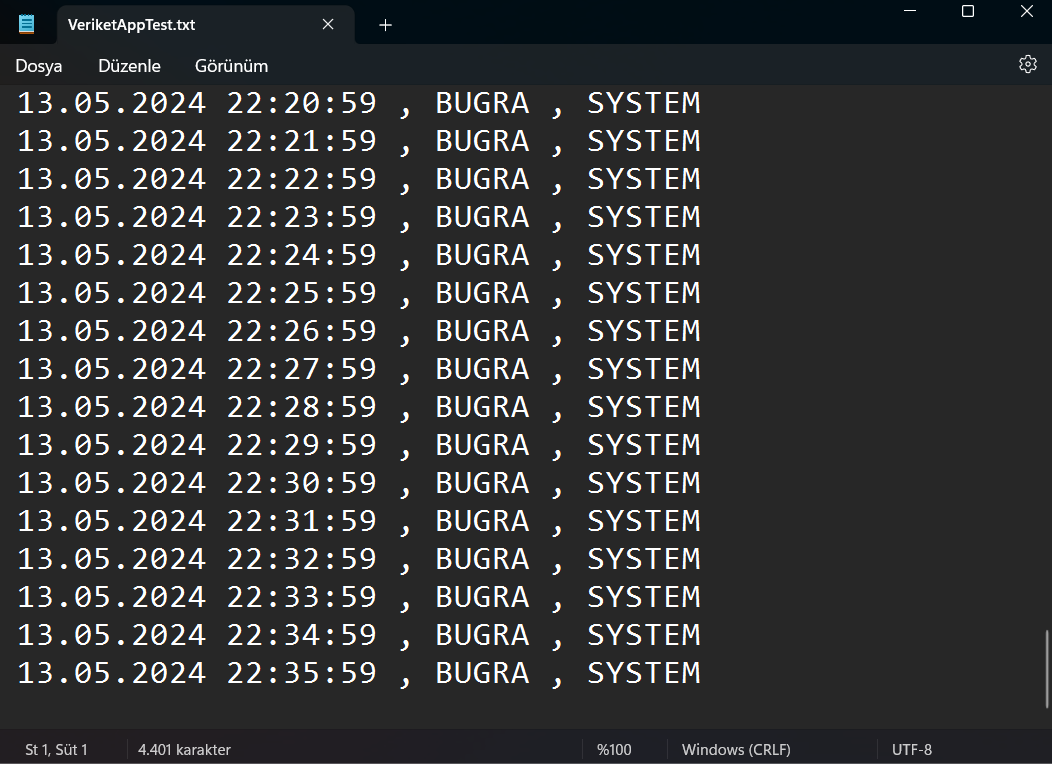 VeriketAppTest.txt
Dosya Düzenle Görünüm
13.05.2024 22:20:59 , BUGRA , SYSTEM
13.05.2024 22:21:59 , BUGRA , SYSTEM
13.05.2024 22:22:59 , BUGRA , SYSTEM
13.05.2024 22:23:59 , BUGRA , SYSTEM
13.05.2024 22:24:59 , BUGRA , SYSTEM
13.05.2024 22:25:59 , BUGRA , SYSTEM
13.05.2024 22:26:59 , BUGRA , SYSTEM
13.05.2024 22:27:59 , BUGRA , SYSTEM
13.05.2024 22:28:59 , BUGRA , SYSTEM
13.05.2024 22:29:59 , BUGRA , SYSTEM
13.05.2024 22:30:59 , BUGRA , SYSTEM
13.05.2024 22:31:59 , BUGRA , SYSTEM
13.05.2024 22:32:59 , BUGRA , SYSTEM
13.05.2024 22:33:59 , BUGRA , SYSTEM
13.05.2024 22:34:59 , BUGRA , SYSTEM
13.05.2024 22:35:59 , BUGRA , SYSTEM
St 1, Süt 1 4.401 karakter %100 Windows (CRLF) UTF-8